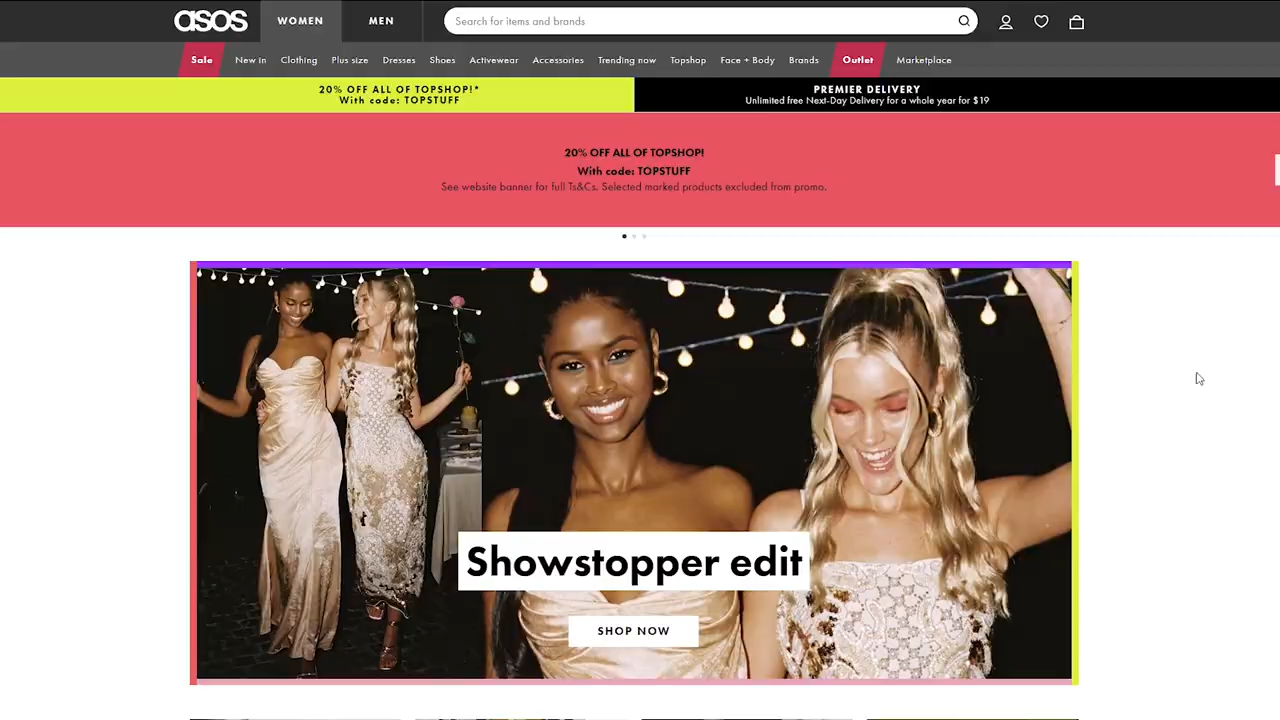 asos
WOMEN
MEN
Search for items and brands
Sale
New in
Clothing
Plus size
Dresses
Shoes
Activewear
Accessories
Trending now
Topshop
Face + Body
Brands
Outlet
Marketplace
20% OFF ALL OF TOPSHOP!*
With code: TOPSTUFF
PREMIER DELIVERY
Unlimited free Next-Day Delivery for a whole year for $19
20% OFF ALL OF TOPSHOP!
With code: TOPSTUFF
See website banner for full Ts&Cs. Selected marked products excluded from promo.
Showstopper edit
SHOP NOW